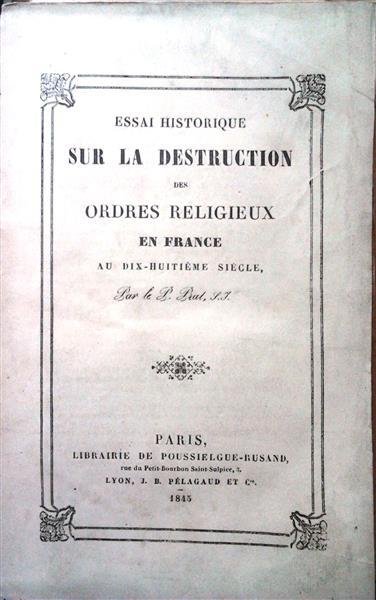 ESSAI HISTORIQUE
SUR LA DESTRUCTION
DES
ORDRES RELIGIEUX
EN FRANCE
AU DIX-HUITIÈME SIÈCLE,
Par le P. Prat, S.J.
PARIS,
LIBRAIRIE DE POUSSIELGUE-RUSAND,
rue du Petit-Bourbon Saint-Sulpice, 3.
LYON, J. B. PÉLAGAUD ET Cie.
1845